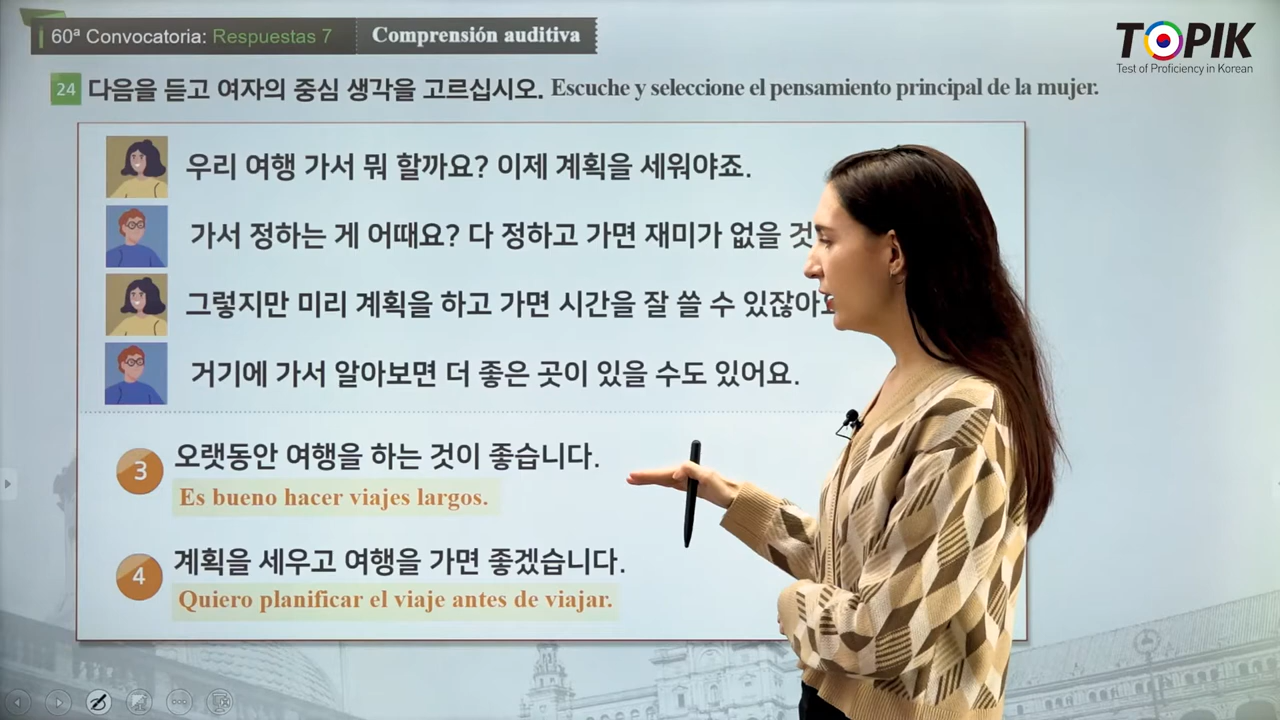 60ª Convocatoria: Respuestas 7
Comprensión auditiva
TOPIK
Test of Proficiency in Korean
24 다음을 듣고 여자의 중심 생각을 고르십시오. Escuche y seleccione el pensamiento principal de la mujer.
우리 여행 가서 뭐 할까요? 이제 계획을 세워야죠.
가서 정하는 게 어때요? 다 정하고 가면 재미가 없을 것
그렇지만 미리 계획을 하고 가면 시간을 잘 쓸 수 있잖아
거기에 가서 알아보면 더 좋은 곳이 있을 수도 있어요.
3 오랫동안 여행을 하는 것이 좋습니다.
Es bueno hacer viajes largos.
4 계획을 세우고 여행을 가면 좋겠습니다.
Quiero planificar el viaje antes de viajar.